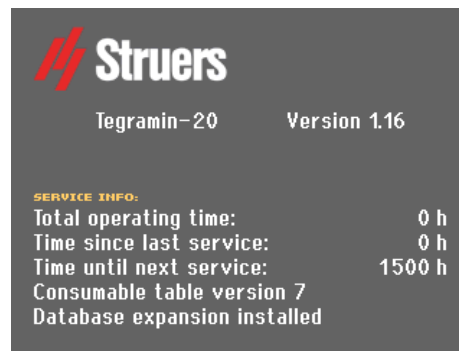 Struers
Tegramin-20 Version 1.16
SERVICE INFO:
Total operating time: 0 h
Time since last service: 0 h
Time until next service: 1500 h
Consumable table version 7
Database expansion installed